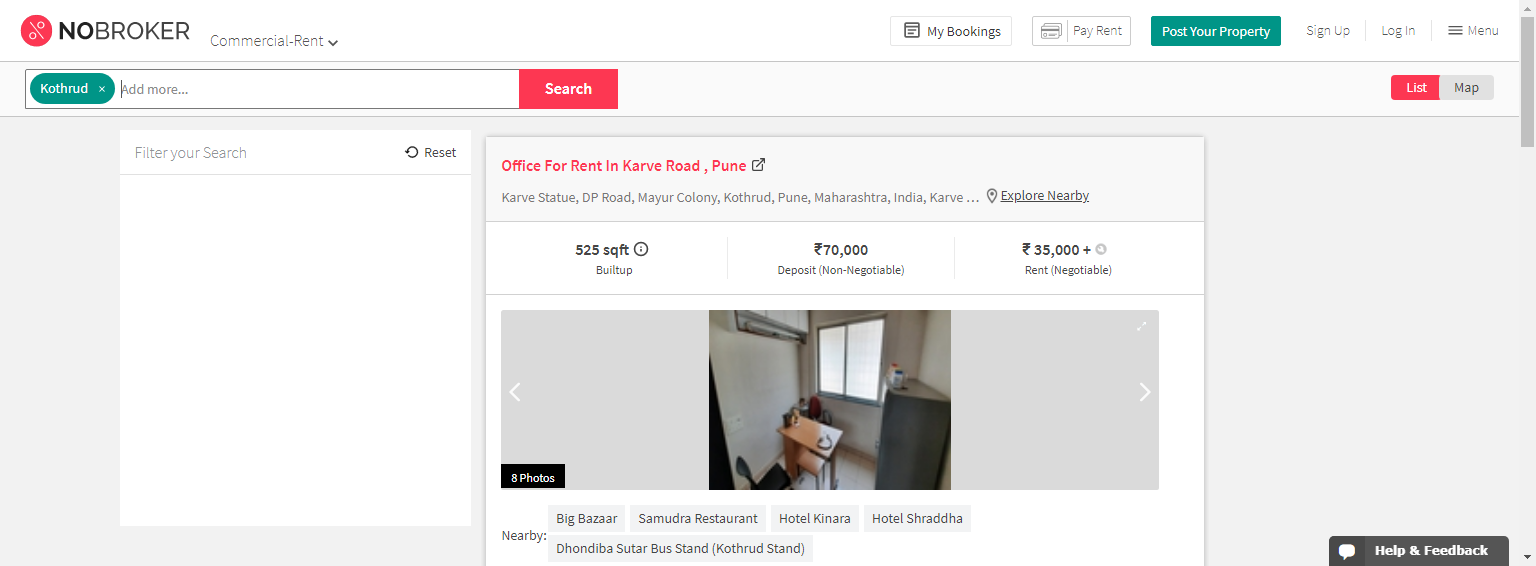 NOBROKER
Commercial-Rent
My Bookings
Pay Rent
Post Your Property
Sign Up
Log In
Menu
Kothrud ×
Add more...
Search
List
Map
Filter your Search
Reset
Office For Rent In Karve Road , Pune
Karve Statue, DP Road, Mayur Colony, Kothrud, Pune, Maharashtra, India, Karve ...
Explore Nearby
525 sqft
Builtup
₹70,000
Deposit (Non-Negotiable)
₹ 35,000 +
Rent (Negotiable)
8 Photos
Nearby:
Big Bazaar
Samudra Restaurant
Hotel Kinara
Hotel Shraddha
Dhondiba Sutar Bus Stand (Kothrud Stand)
Help & Feedback